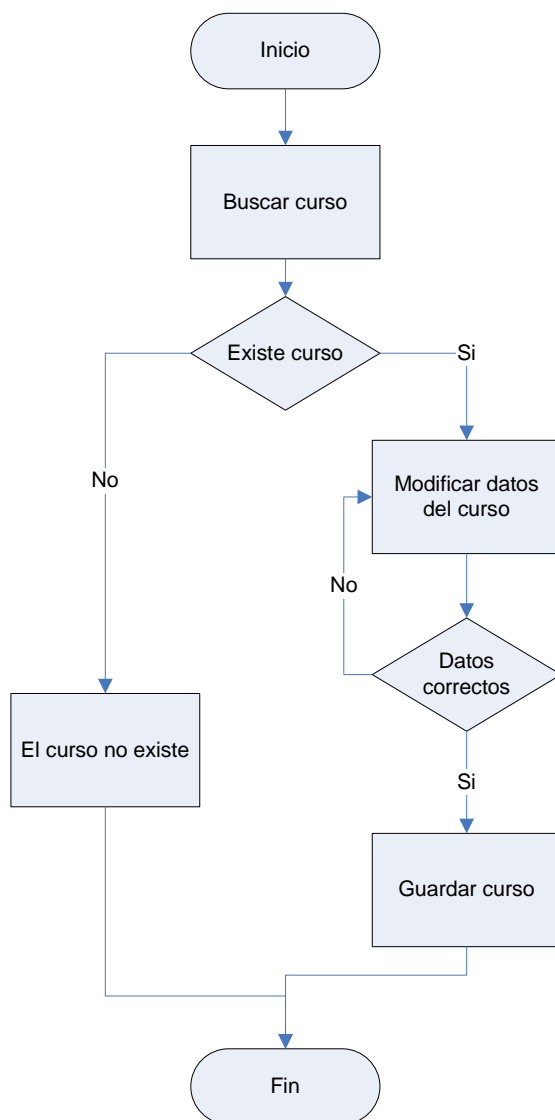 Inicio
Buscar curso
Existe curso
Si
No
Modificar datos
del curso
No
Datos
correctos
El curso no existe
Si
Guardar curso
Fin